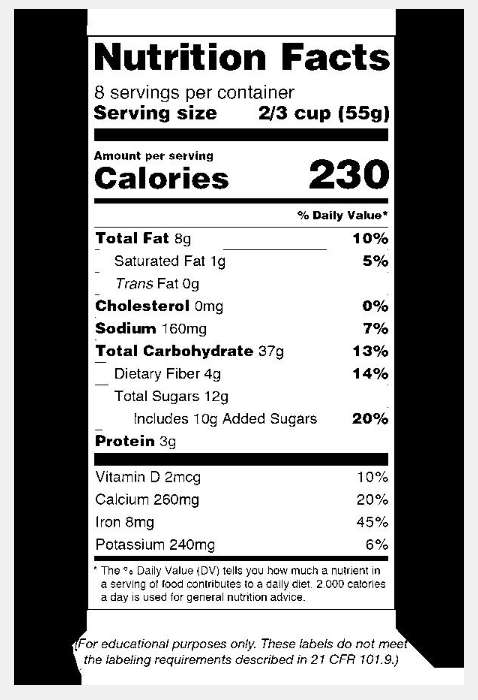 Nutrition Facts
8 servings per container
Serving size 2/3 cup (55g)
Amount per serving
Calories 230
% Daily Value*
Total Fat 8g 10%
Saturated Fat 1g 5%
Trans Fat 0g
Cholesterol 0mg 0%
Sodium 160mg 7%
Total Carbohydrate 37g 13%
Dietary Fiber 4g 14%
Total Sugars 12g
Includes 10g Added Sugars 20%
Protein 3g
Vitamin D 2mcg 10%
Calcium 260mg 20%
Iron 8mg 45%
Potassium 240mg 6%
* The % Daily Value (DV) tells you how much a nutrient in
a serving of food contributes to a daily diet. 2,000 calories
a day is used for general nutrition advice.
(For educational purposes only. These labels do not meet
the labeling requirements described in 21 CFR 101.9.)